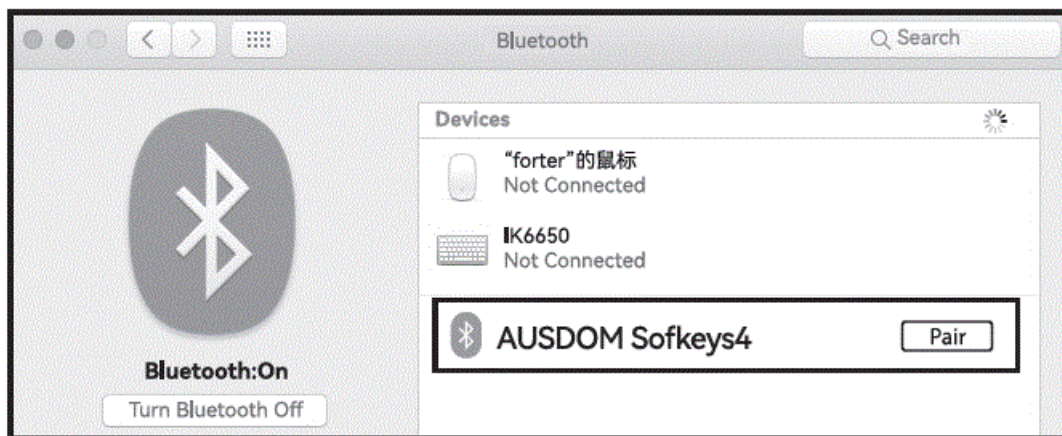 Bluetooth
Search
Devices
“forter”的鼠标
Not Connected
IK6650
Not Connected
AUSDOM Sofkeys4
Pair
Bluetooth:On
Turn Bluetooth Off